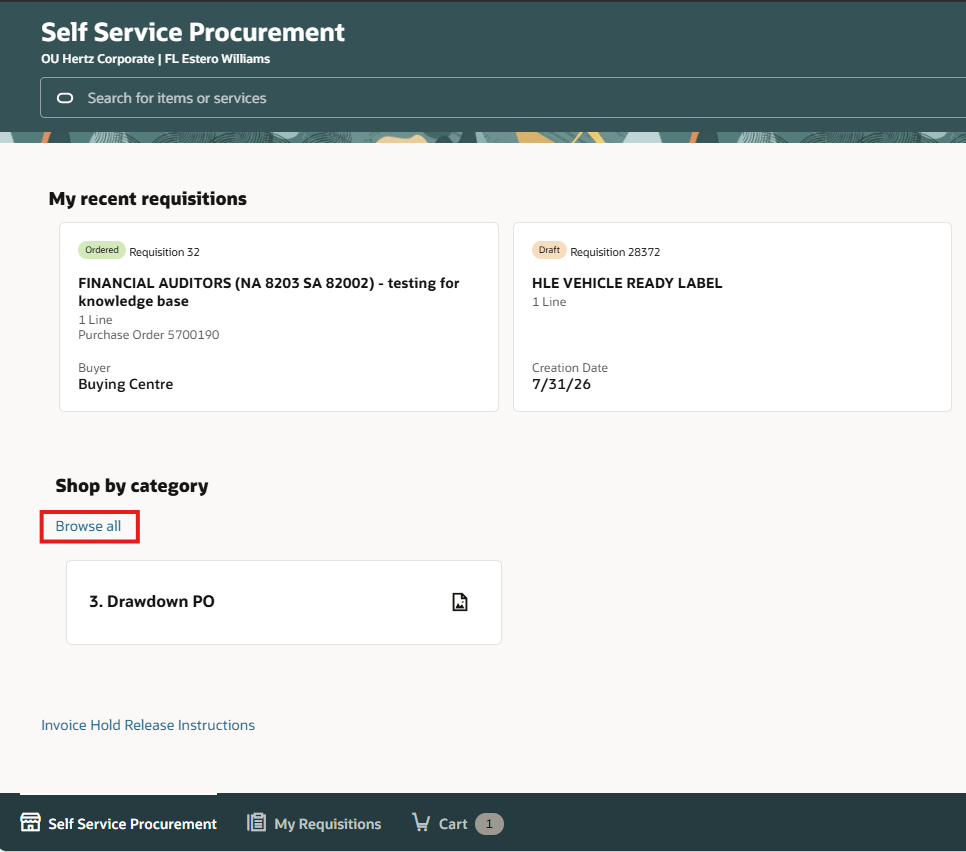 Self Service Procurement
OU Hertz Corporate | FL Estero Williams
Search for items or services
My recent requisitions
Ordered Requisition 32
FINANCIAL AUDITORS (NA 8203 SA 82002) - testing for
knowledge base
1 Line
Purchase Order 5700190
Buyer
Buying Centre
Draft Requisition 28372
HLE VEHICLE READY LABEL
1 Line
Creation Date
7/31/26
Shop by category
Browse all
3. Drawdown PO
Invoice Hold Release Instructions
Self Service Procurement My Requisitions Cart 1